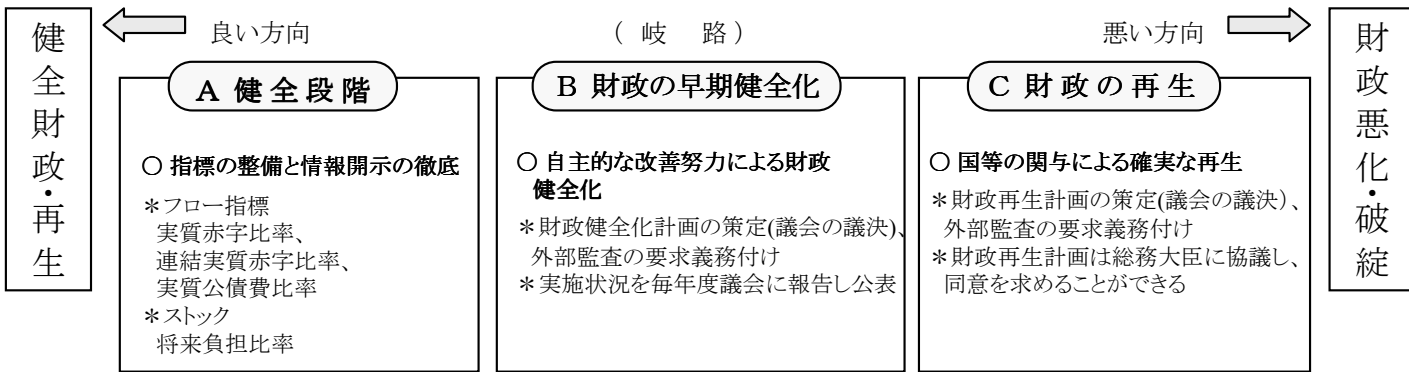 健全財政・再生
良い方向
（ 岐 路 ）
悪い方向
財政悪化・破綻
A 健全段階
〇 指標の整備と情報開示の徹底
＊フロー指標
実質赤字比率、
連結実質赤字比率、
実質公債費比率
＊ストック
将来負担比率
B 財政の早期健全化
〇 自主的な改善努力による財政
健全化
＊財政健全化計画の策定(議会の議決)、
外部監査の要求義務付け
＊実施状況を毎年度議会に報告し公表
C 財政の再生
〇 国等の関与による確実な再生
＊財政再生計画の策定(議会の議決）、
外部監査の要求義務付け
＊財政再生計画は総務大臣に協議し、
同意を求めることができる